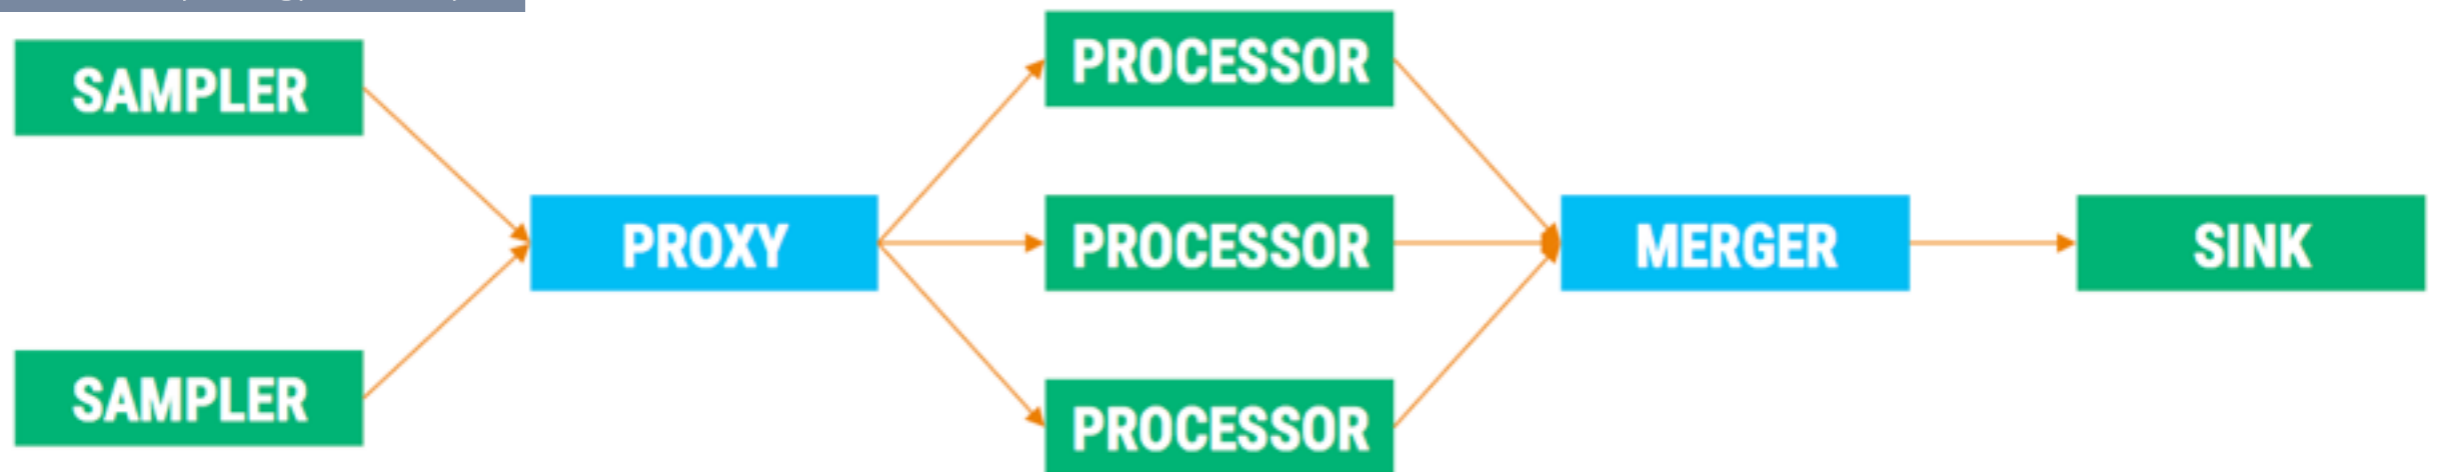 SAMPLER
SAMPLER
PROXY
PROCESSOR
PROCESSOR
PROCESSOR
MERGER
SINK